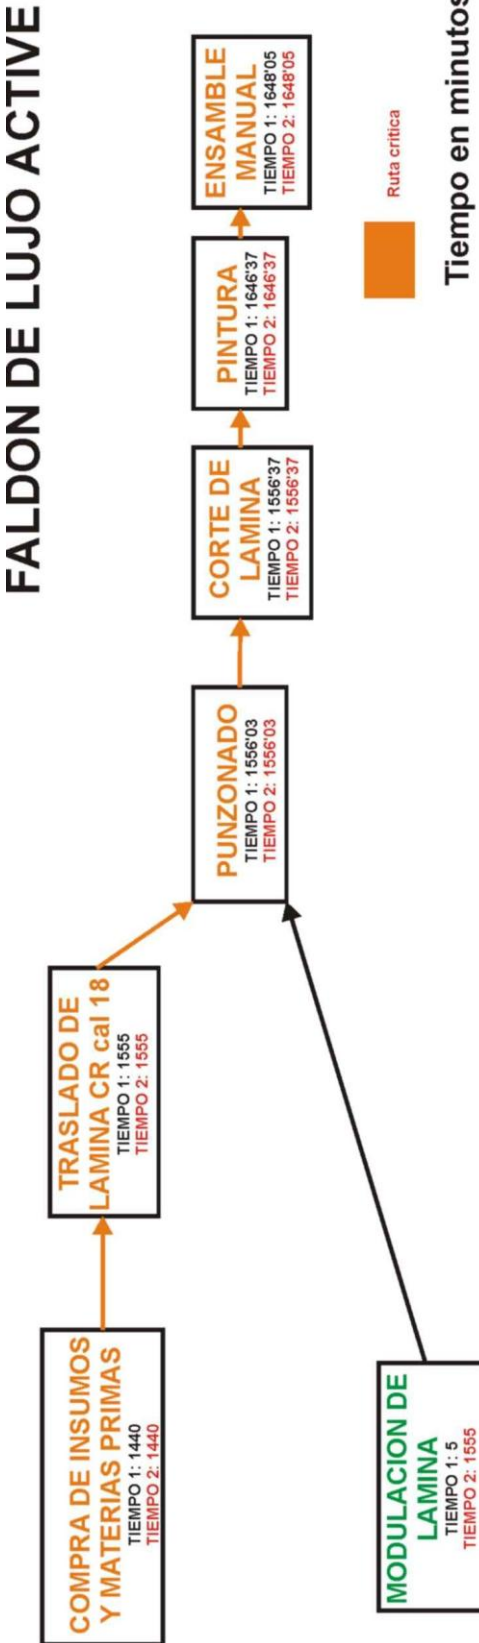 FALDON DE LUJO ACTIVE
COMPRA DE INSUMOS
Y MATERIAS PRIMAS
TIEMPO 1: 1440
TIEMPO 2: 1440
TRASLADO DE
LAMINA CR cal 18
TIEMPO 1: 1555
TIEMPO 2: 1555
MODULACION DE
LAMINA
TIEMPO 1: 5
TIEMPO 2: 1555
PUNZONADO
TIEMPO 1: 1556'03
TIEMPO 2: 1556'03
CORTE DE
LAMINA
TIEMPO 1: 1556'37
TIEMPO 2: 1556'37
PINTURA
TIEMPO 1: 1646'37
TIEMPO 2: 1646'37
ENSAMBLE
MANUAL
TIEMPO 1: 1648'05
TIEMPO 2: 1648'05
Ruta critica
Tiempo en minutos